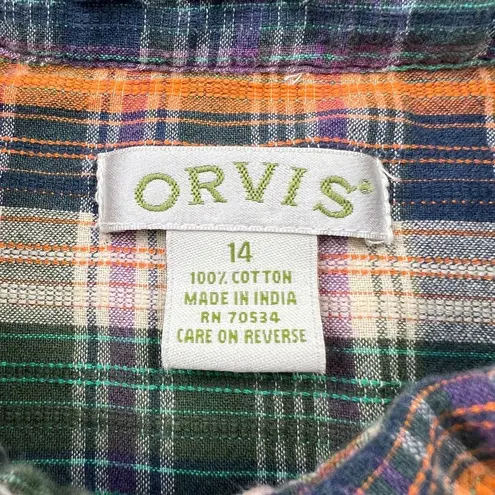 ORVIS®
14
100% COTTON
MADE IN INDIA
RN 70534
CARE ON REVERSE